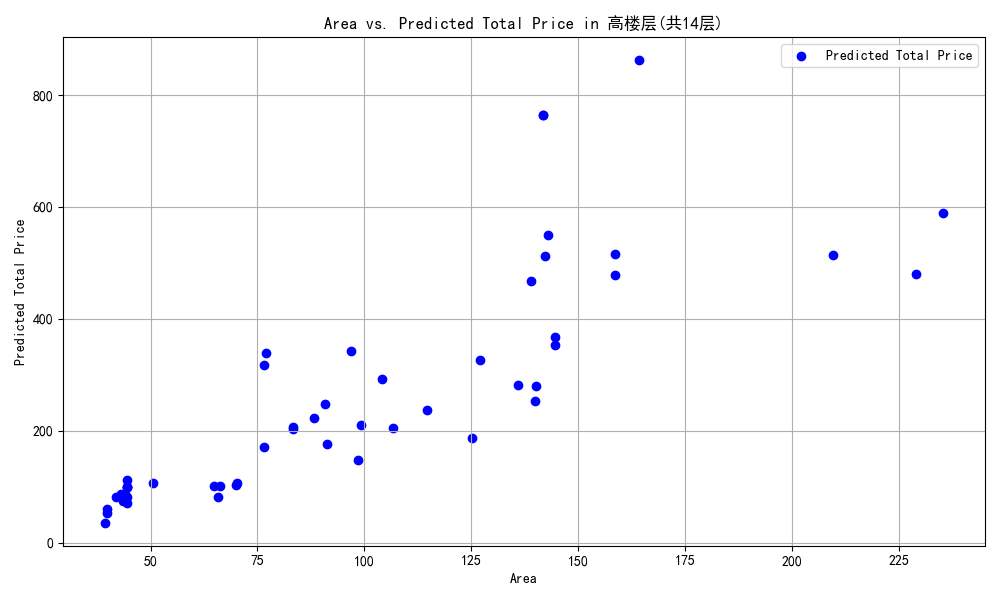 Area vs. Predicted Total Price in 高楼层(共14层)
Predicted Total Price
Predicted Total Price
800
600
400
200
0
50 75 100 125 150 175 200 225
Area